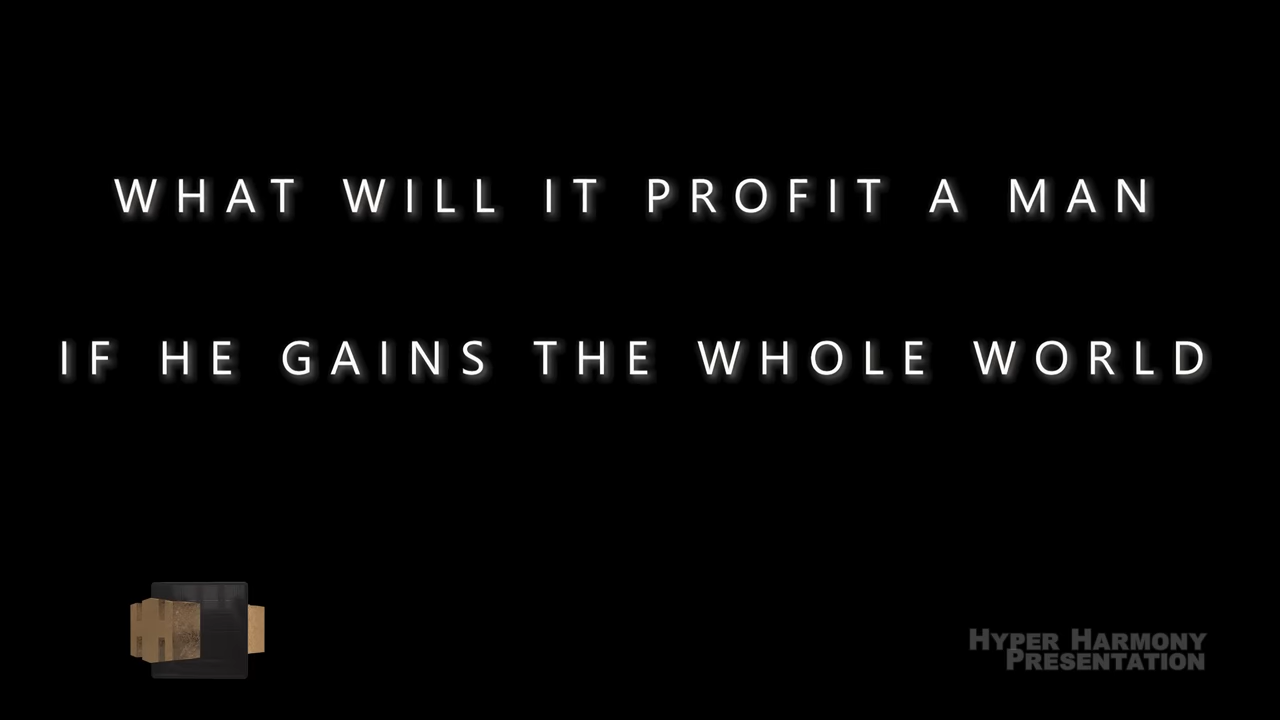 WHAT WILL IT PROFIT A MAN
IF HE GAINS THE WHOLE WORLD
HYPER HARMONY
PRESENTATION